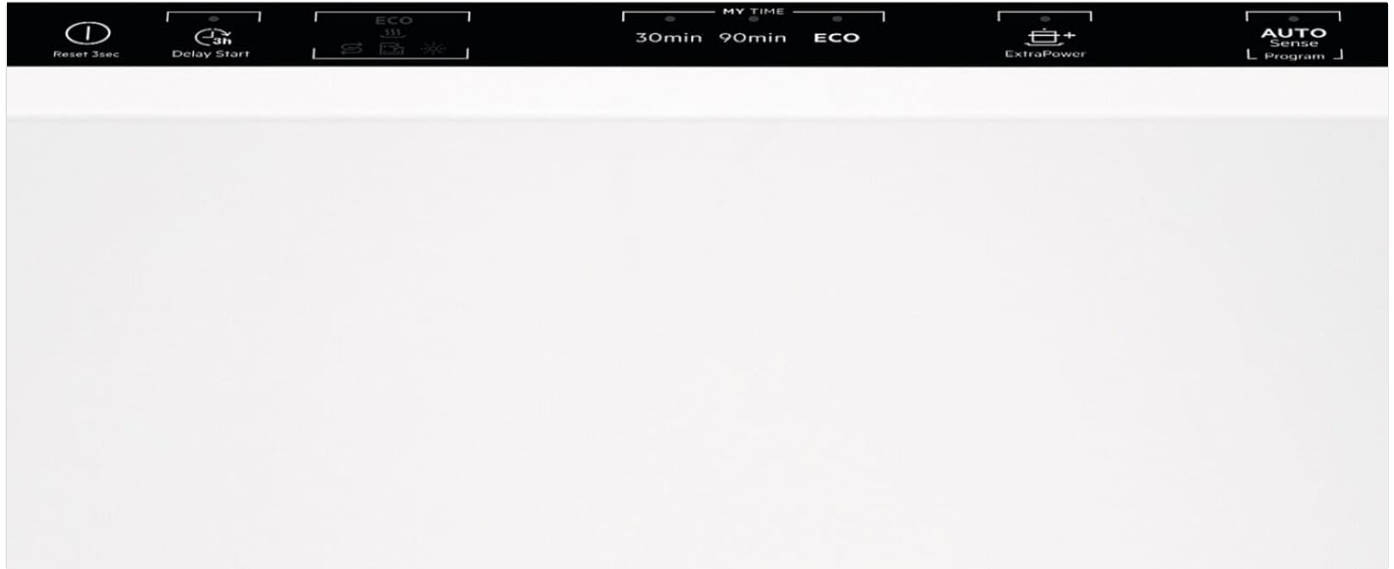 Reset 3sec
3h
Delay Start
ECO
MY TIME
30min 90min ECO
ExtraPower
AUTO
Sense
Program